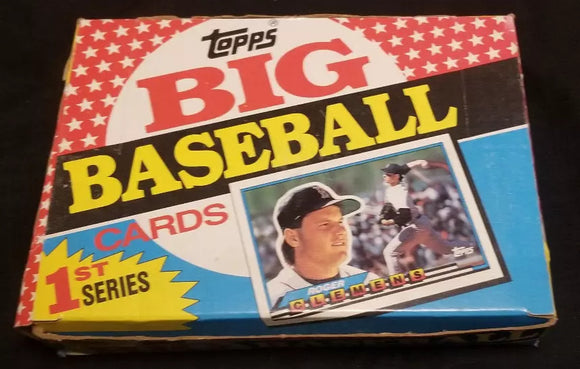 TOPPS
BIG
BASEBALL
CARDS
1ST
SERIES
TOPPS
ROGER
CLEMENS